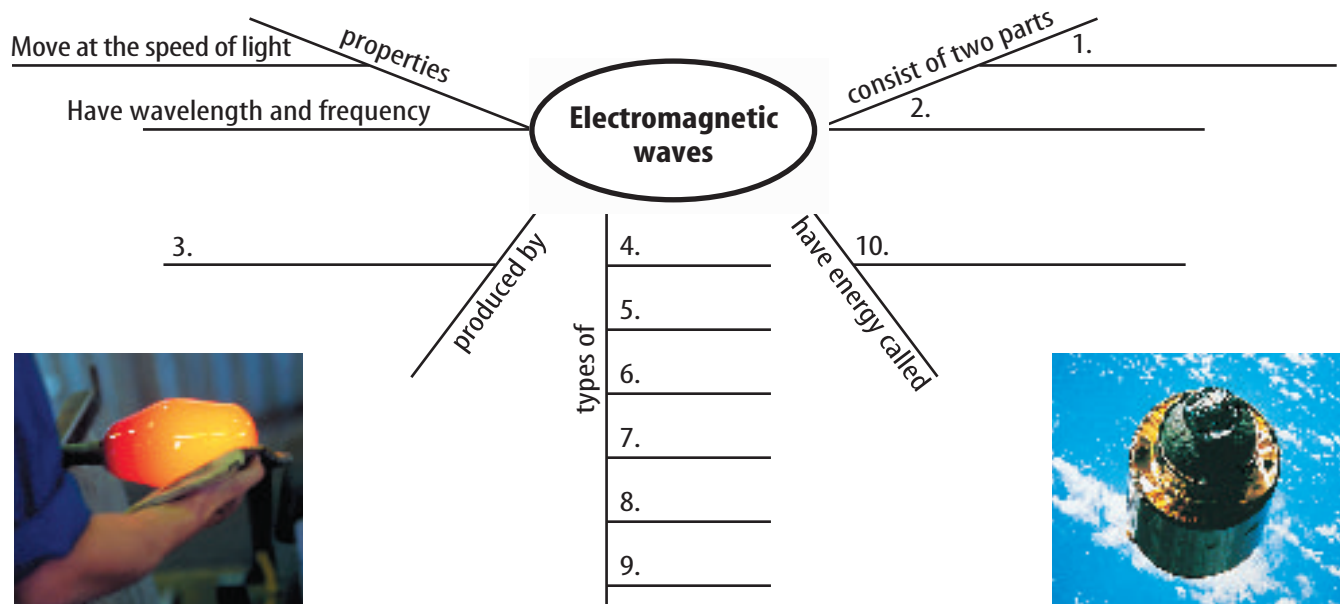 Move at the speed of light
properties
Have wavelength and frequency
Electromagnetic
waves
consist of two parts
1.
2.
3.
produced by
types of
4.
5.
6.
7.
8.
9.
have energy called
10.